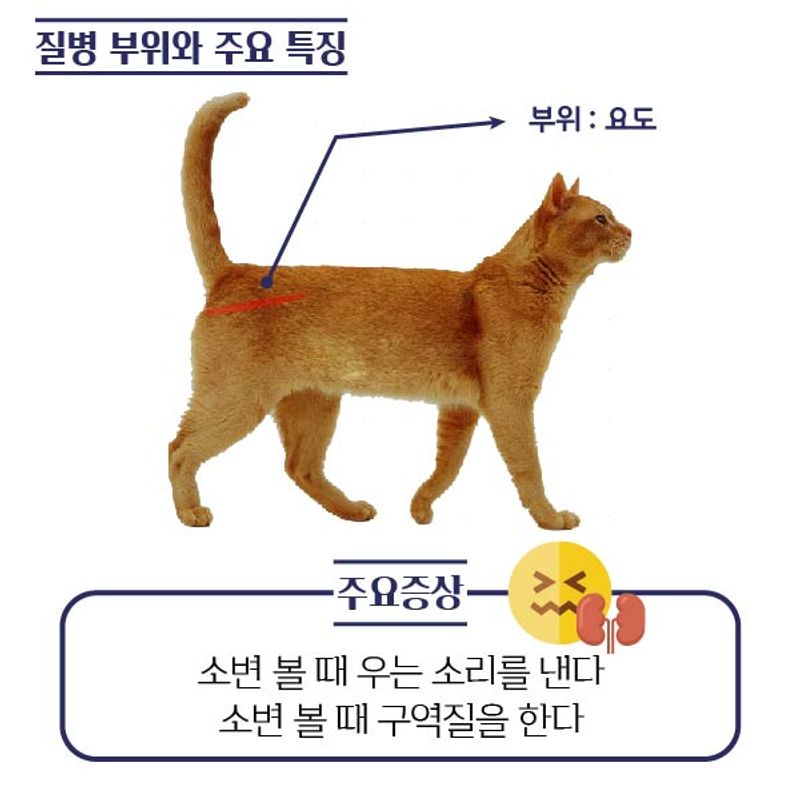 질병 부위와 주요 특징
부위 : 요도
주요증상
소변 볼 때 우는 소리를 낸다
소변 볼 때 구역질을 한다